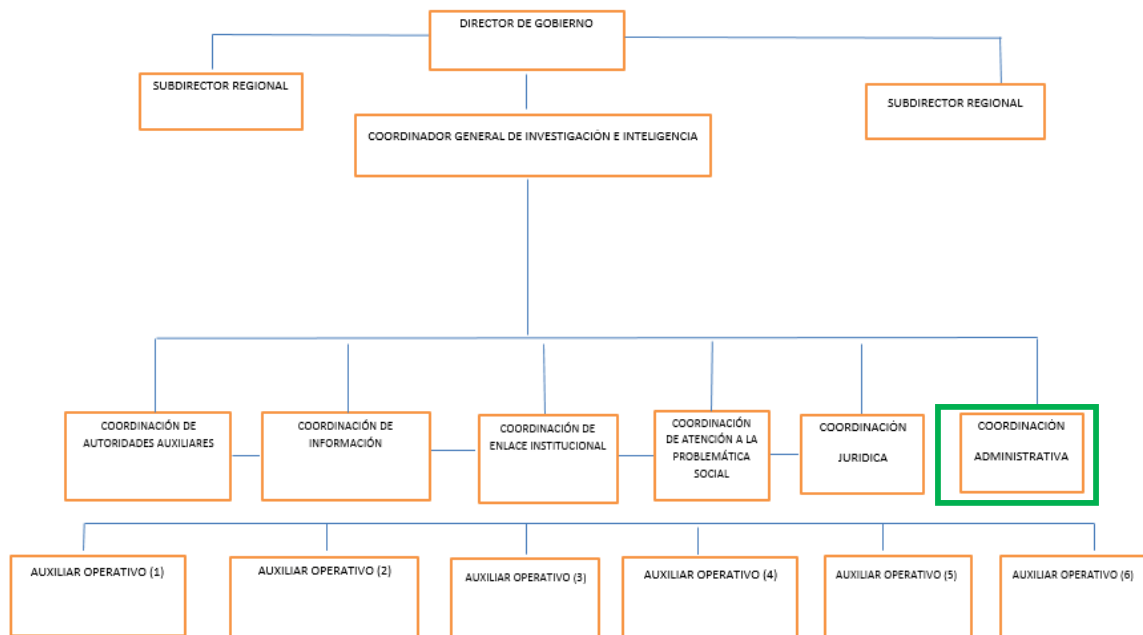 DIRECTOR DE GOBIERNO
SUBDIRECTOR REGIONAL
SUBDIRECTOR REGIONAL
COORDINADOR GENERAL DE INVESTIGACIÓN E INTELIGENCIA
COORDINACIÓN DE
AUTORIDADES AUXILIARES
COORDINACIÓN DE
INFORMACIÓN
COORDINACIÓN DE
ENLACE INSTITUCIONAL
COORDINACIÓN
DE ATENCIÓN A LA
PROBLEMÁTICA
SOCIAL
COORDINACIÓN
JURIDICA
COORDINACIÓN
ADMINISTRATIVA
AUXILIAR OPERATIVO (1)
AUXILIAR OPERATIVO (2)
AUXILIAR OPERATIVO (3)
AUXILIAR OPERATIVO (4)
AUXILIAR OPERATIVO (5)
AUXILIAR OPERATIVO (6)